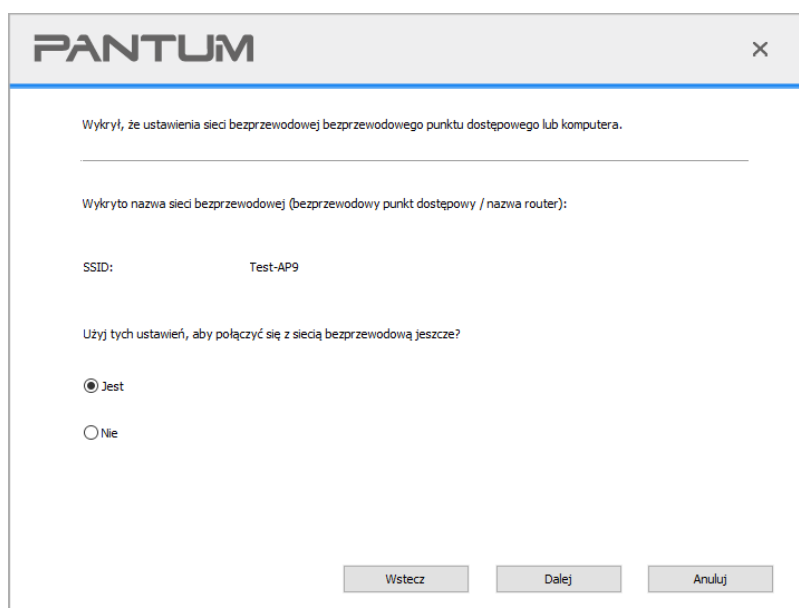 PANTUM
Wykrył, że ustawienia sieci bezprzewodowej bezprzewodowego punktu dostępowego lub komputera.
Wykryto nazwa sieci bezprzewodowej (bezprzewodowy punkt dostępowy / nazwa router):
SSID: Test-AP9
Użyj tych ustawień, aby połączyć się z siecią bezprzewodową jeszcze?
Jest
Nie
Wstecz Dalej Anuluj